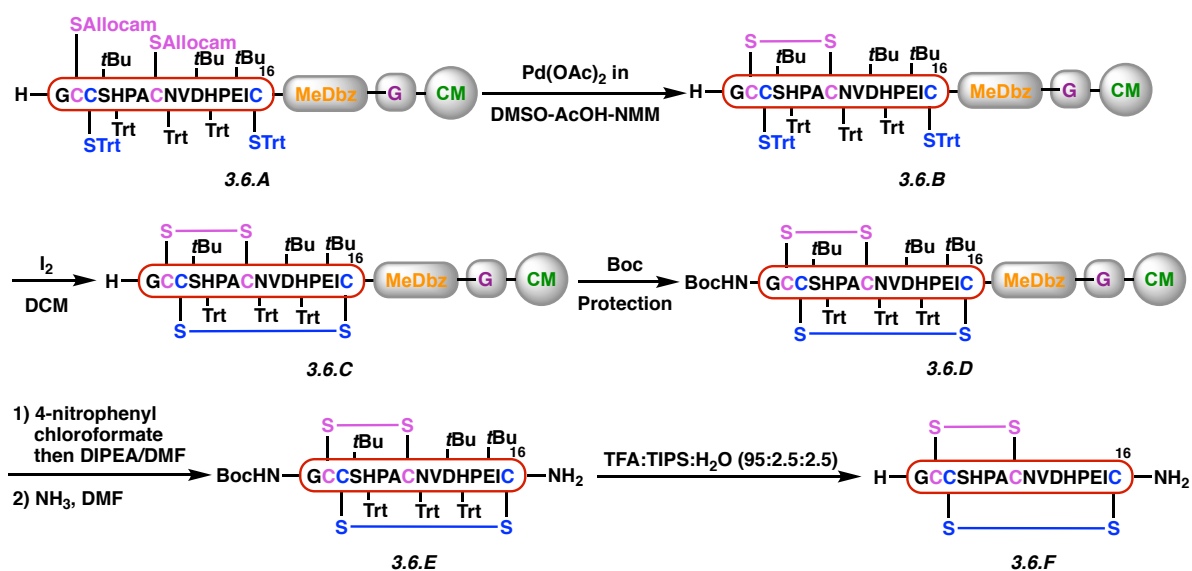 SAllocam
SAllocam
tBu tBu tBu
16
H GCCSHPACNVDHPEIC MeDbz G CM
Trt Trt Trt
STrt STrt
3.6.A
Pd(OAc)2 in
DMSO-AcOH-NMM
S S
tBu tBu tBu
16
H GCCSHPACNVDHPEIC MeDbz G CM
Trt Trt Trt
STrt STrt
3.6.B
I2
DCM
S S
tBu tBu tBu
16
H GCCSHPACNVDHPEIC MeDbz G CM
Trt Trt Trt
S S
3.6.C
Boc
Protection
S S
tBu tBu tBu
16
BocHN GCCSHPACNVDHPEIC MeDbz G CM
Trt Trt Trt
S S
3.6.D
1) 4-nitrophenyl
chloroformate
then DIPEA/DMF
2) NH3, DMF
S S
tBu tBu tBu
16
BocHN GCCSHPACNVDHPEIC NH2
Trt Trt Trt
S S
3.6.E
TFA:TIPS:H2O (95:2.5:2.5)
S S
16
H GCCSHPACNVDHPEIC NH2
S S
3.6.F